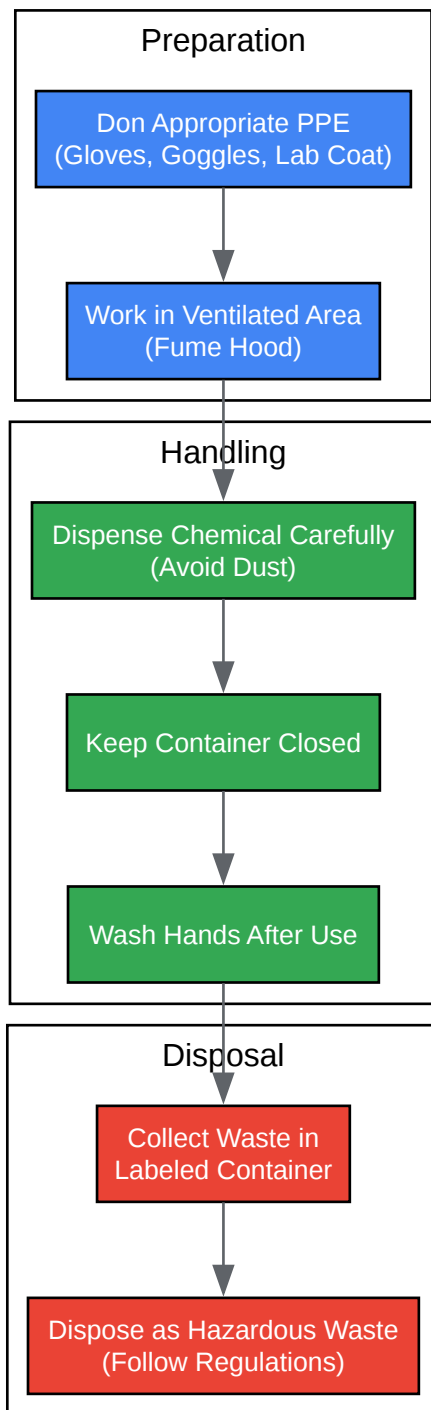 Preparation
Don Appropriate PPE
(Gloves, Goggles, Lab Coat)
Work in Ventilated Area
(Fume Hood)
Handling
Dispense Chemical Carefully
(Avoid Dust)
Keep Container Closed
Wash Hands After Use
Disposal
Collect Waste in
Labeled Container
Dispose as Hazardous Waste
(Follow Regulations)